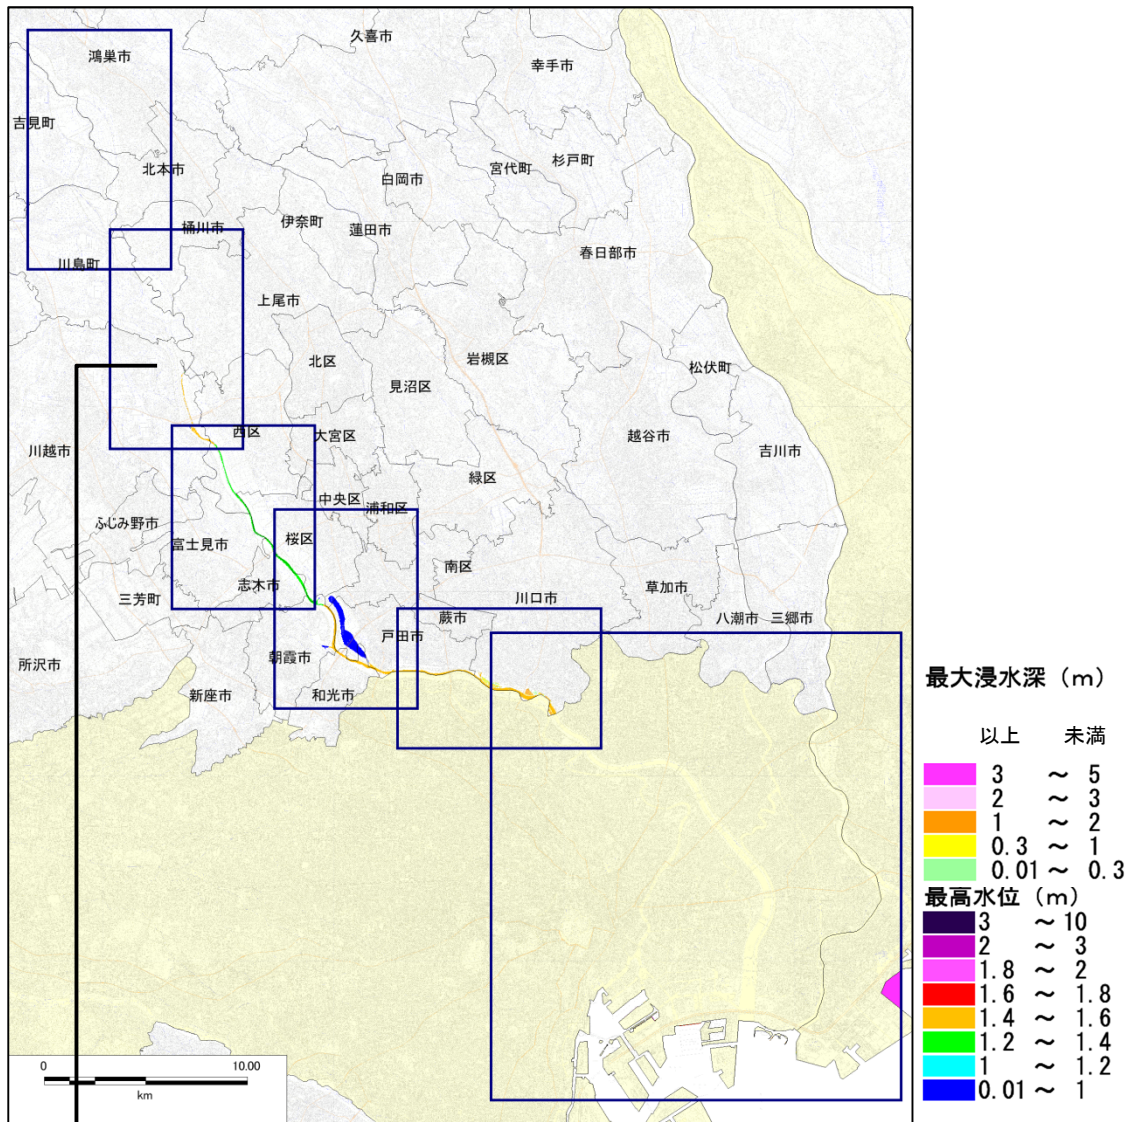 久喜市
鴻巣市
幸手市
吉見町
北本市
宮代町
杉戸町
白岡市
桶川市
伊奈町
蓮田市
春日部市
川島町
上尾市
北区
岩槻区
見沼区
松伏町
川越市
西区
大宮区
越谷市
吉川市
緑区
中央区
浦和区
ふじみ野市
富士見市
桜区
南区
志木市
三芳町
川口市
草加市
八潮市
三郷市
蕨市
戸田市
所沢市
朝霞市
新座市
和光市
最大浸水深（m）
以上 未満
3 ～ 5
2 ～ 3
1 ～ 2
0.3 ～ 1
0.01～ 0.3
最高水位（m）
3 ～10
2 ～ 3
1.8 ～ 2
1.6 ～ 1.8
1.4 ～ 1.6
1.2 ～ 1.4
1 ～ 1.2
0.01～ 1
0 10.00
km